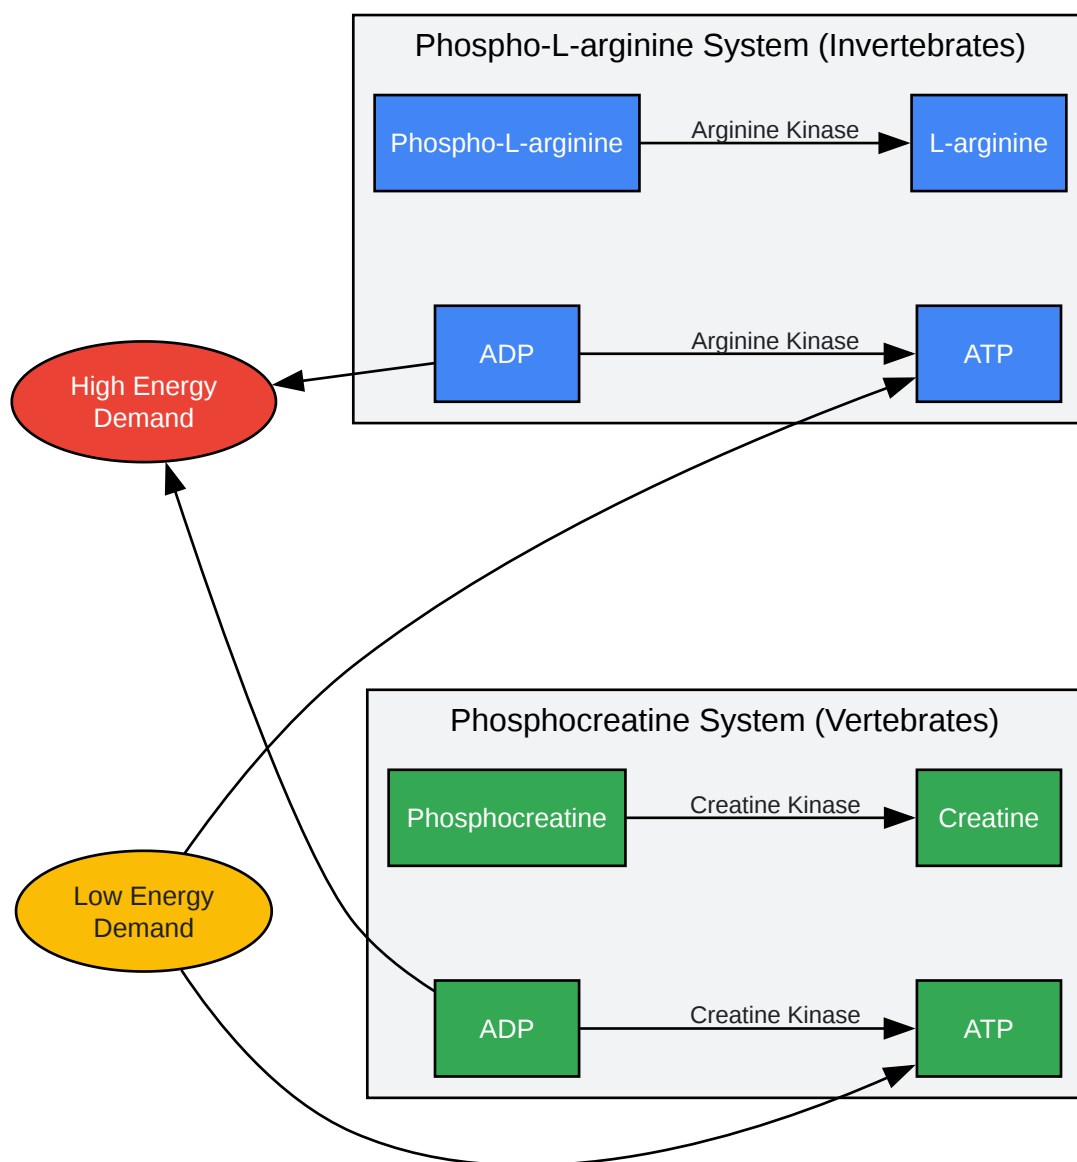 Phospho-L-arginine System (Invertebrates)
Phospho-L-arginine
Arginine Kinase
L-arginine
ADP
Arginine Kinase
ATP
High Energy
Demand
Phosphocreatine System (Vertebrates)
Phosphocreatine
Creatine Kinase
Creatine
Low Energy
Demand
ADP
Creatine Kinase
ATP